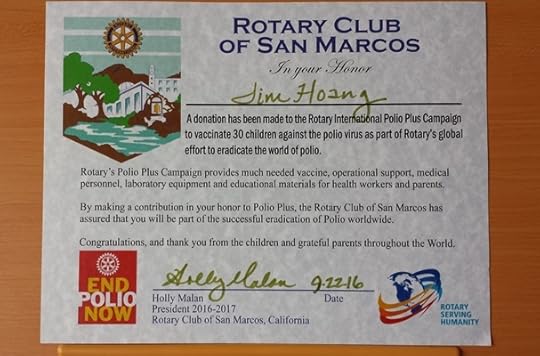 ROTARY CLUB
OF SAN MARCOS
In your Honor
Jim Hoang
A donation has been made to the Rotary International Polio Plus Campaign
to vaccinate 30 children against the polio virus as part of Rotary's global
effort to eradicate the world of polio.
Rotary's Polio Plus Campaign provides much needed vaccine, operational support, medical
personnel, laboratory equipment and educational materials for health workers and parents.
By making a contribution in your honor to Polio Plus, the Rotary Club of San Marcos has
assured that you will be part of the successful eradication of Polio worldwide.
Congratulations, and thank you from the children and grateful parents throughout the World.
END
POLIO
NOW
Holly Malan 9-22-16
Holly Malan Date
President 2016-2017
Rotary Club of San Marcos, California
ROTARY
SERVING
HUMANITY